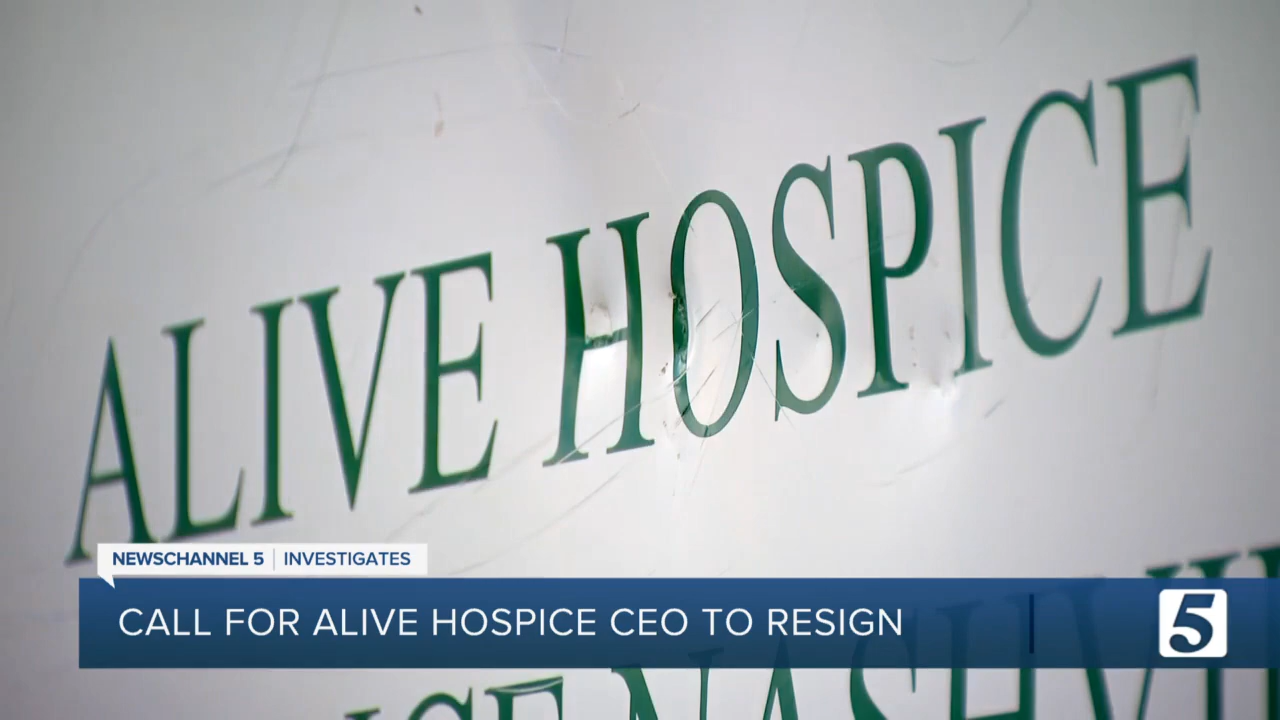 ALIVE HOSPICE
NEWSCHANNEL 5 | INVESTIGATES
CALL FOR ALIVE HOSPICE CEO TO RESIGN
5